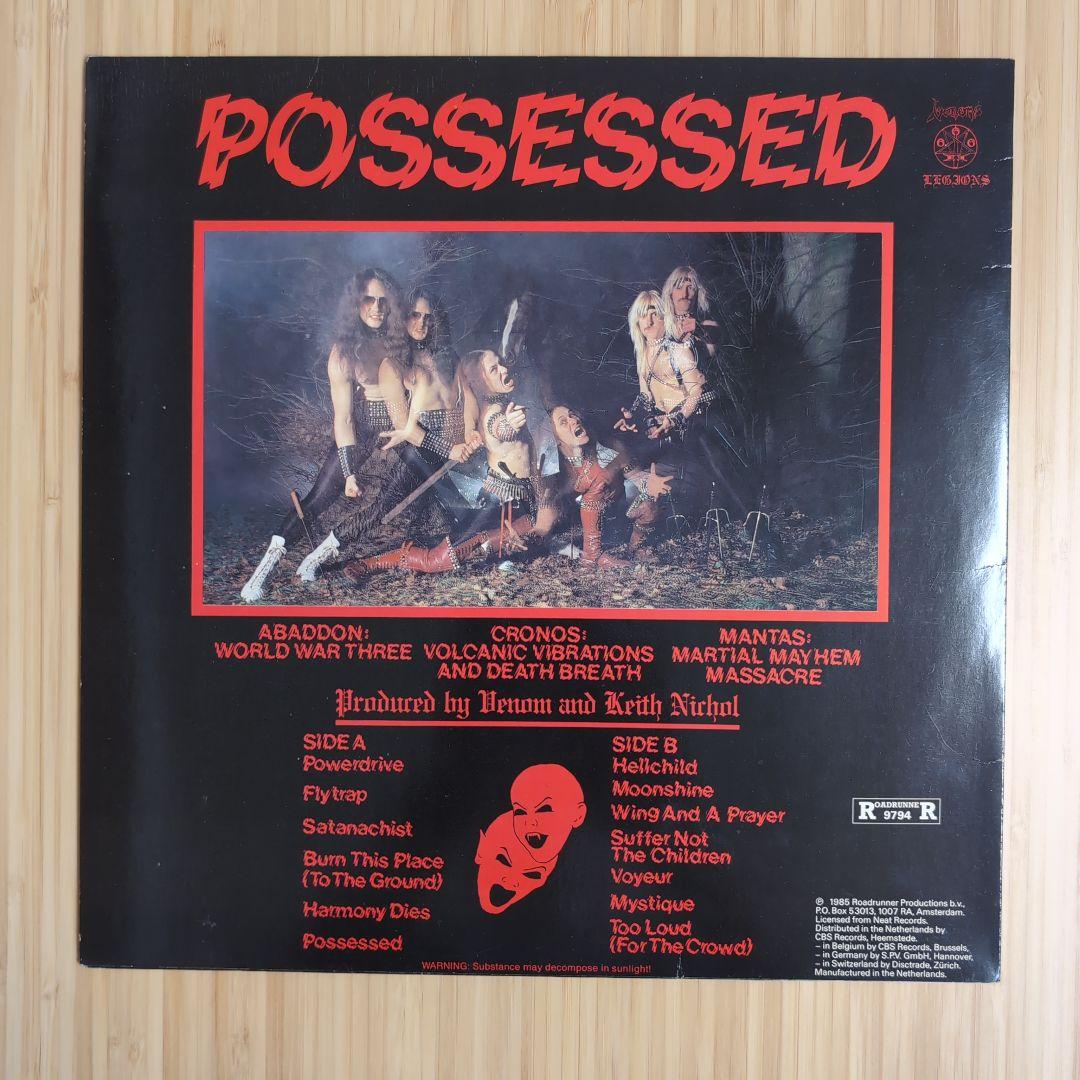 POSSESSED
Venom's
LEGIONS
ABADDON:
WORLD WAR THREE
CRONOS:
VOLCANIC VIBRATIONS
AND DEATH BREATH
MANTAS:
MARTIAL MAYHEM
MASSACRE
Produced by Venom and Keith Nichol
SIDE A
Powerdrive
Flytrap
Satanachist
Burn This Place
(To The Ground)
Harmony Dies
Possessed
SIDE B
Hellchild
Moonshine
Wing And A Prayer
Suffer Not
The Children
Voyeur
Mystique
Too Loud
(For The Crowd)
ROADRUNNER
9794
℗ 1985 Roadrunner Productions b.v.,
P.O. Box 53013, 1007 RA, Amsterdam.
Licensed from Neat Records.
Distributed in the Netherlands by
CBS Records, Heemstede.
– in Belgium by CBS Records, Brussels,
– in Germany by S.P.V. GmbH, Hannover,
– in Switzerland by Disctrade, Zürich.
Manufactured in the Netherlands.
WARNING: Substance may decompose in sunlight!